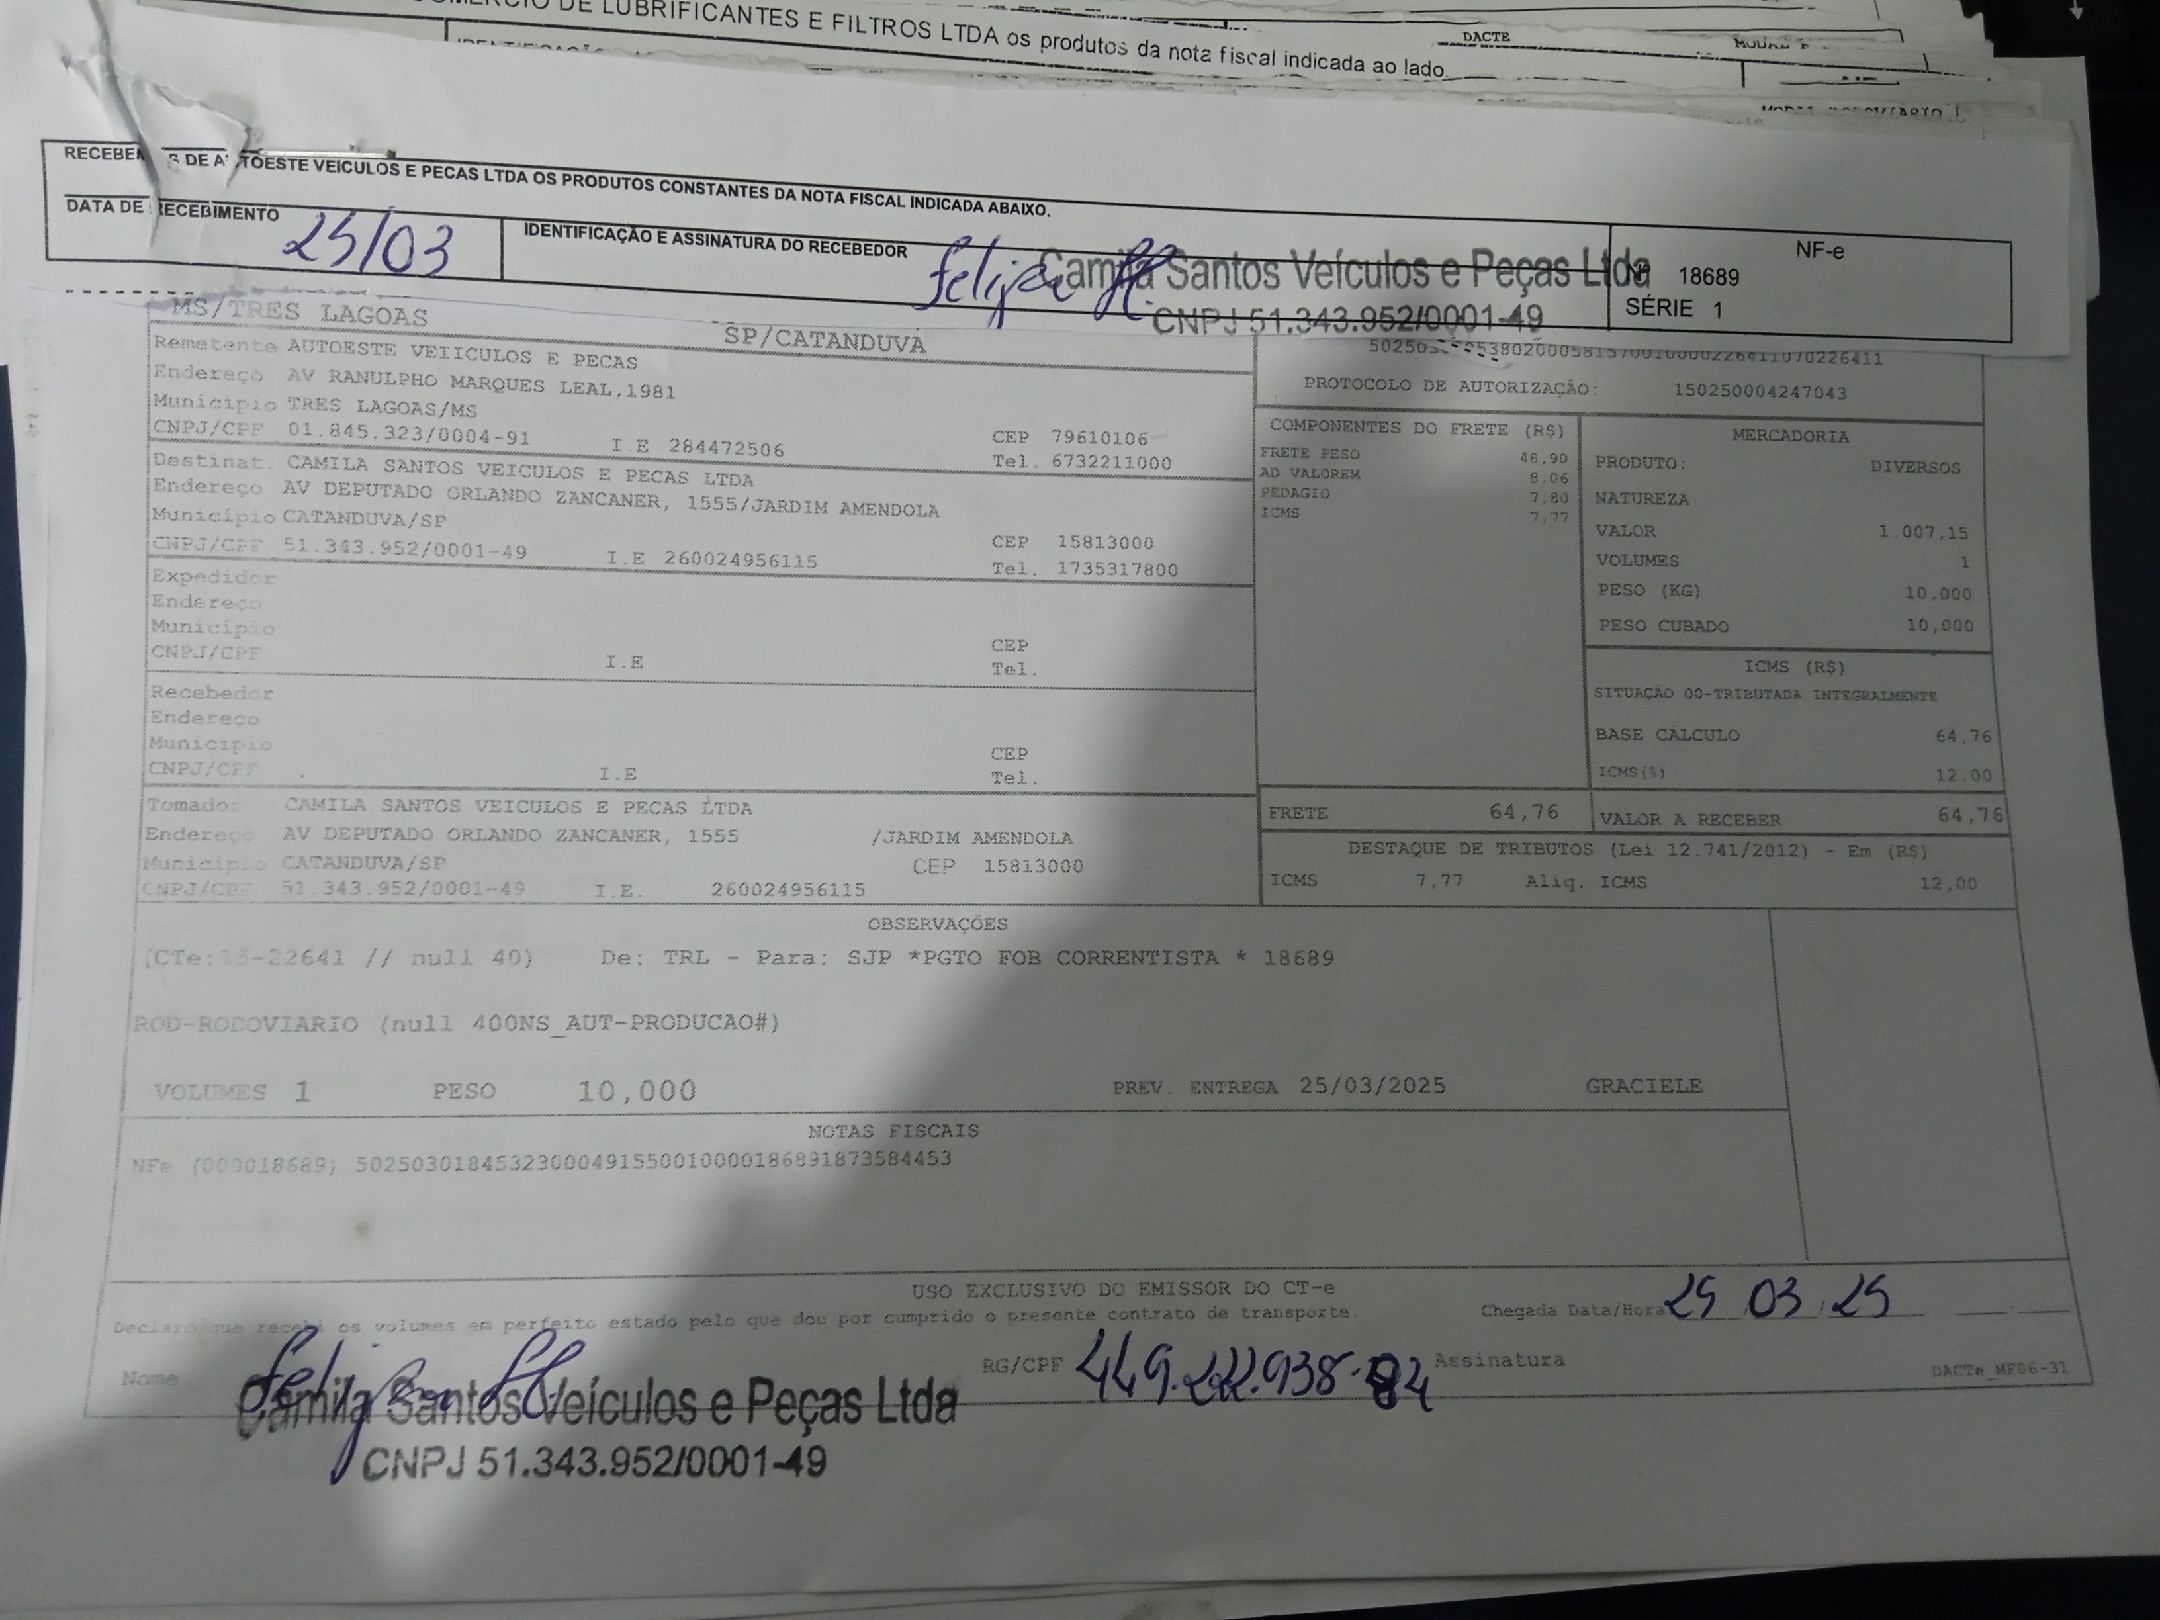 DE LUBRIFICANTES E FILTROS LTDA os produtos da nota fiscal indicada ao lado.
DACTE
RECEBEM DE AUTOESTE VEICULOS E PECAS LTDA OS PRODUTOS CONSTANTES DA NOTA FISCAL INDICADA ABAIXO.
DATA DE RECEBIMENTO
25/03
IDENTIFICAÇÃO E ASSINATURA DO RECEBEDOR
Felipe
Camila Santos Veículos e Peças Ltda
CNPJ 51.343.952/0001-49
NF-e
Nº 18689
SÉRIE 1
MS/TRES LAGOAS
SP/CATANDUVA
Remetente AUTOESTE VEIICULOS E PECAS
Endereço AV RANULPHO MARQUES LEAL,1981
Município TRES LAGOAS/MS
CNPJ/CPF 01.845.323/0004-91 I.E 284472506
CEP 79610106
Tel. 6732211000
Destinat. CAMILA SANTOS VEICULOS E PECAS LTDA
Endereço AV DEPUTADO ORLANDO ZANCANER, 1555/JARDIM AMENDOLA
Município CATANDUVA/SP
CNPJ/CPF 51.343.952/0001-49 I.E 260024956115
CEP 15813000
Tel. 1735317800
Expedidor
Endereço
Município
CNPJ/CPF I.E
CEP
Tel.
Recebedor
Endereço
Município
CNPJ/CPF I.E
CEP
Tel.
Tomador CAMILA SANTOS VEICULOS E PECAS LTDA
Endereço AV DEPUTADO ORLANDO ZANCANER, 1555 /JARDIM AMENDOLA
Município CATANDUVA/SP CEP 15813000
CNPJ/CPF 51.343.952/0001-49 I.E. 260024956115
PROTOCOLO DE AUTORIZAÇÃO: 150250004247043
COMPONENTES DO FRETE (R$)
FRETE PESO 48,90
AD VALOREM 8,06
PEDAGIO 7,80
ICMS 7,77
MERCADORIA
PRODUTO: DIVERSOS
NATUREZA
VALOR 1.007,15
VOLUMES 1
PESO (KG) 10,000
PESO CUBADO 10,000
ICMS (R$)
SITUAÇÃO 00-TRIBUTADA INTEGRALMENTE
BASE CÁLCULO 64,76
ICMS(%) 12,00
FRETE 64,76
VALOR A RECEBER 64,76
DESTAQUE DE TRIBUTOS (Lei 12.741/2012) - Em (R$)
ICMS 7,77 Aliq. ICMS 12,00
OBSERVAÇÕES
(CTe:15-22641 // null 40) De: TRL - Para: SJP *PGTO FOB CORRENTISTA * 18689
ROD-RODOVIARIO (null 400NS_AUT-PRODUCAO#)
VOLUMES 1 PESO 10,000 PREV. ENTREGA 25/03/2025 GRACIELE
NOTAS FISCAIS
NFe (000018689) 50250301845323000491550010000186891873584453
USO EXCLUSIVO DO EMISSOR DO CT-e
Declaro que recebi os volumes em perfeito estado pelo que dou por cumprido o presente contrato de transporte.
Chegada Data/Hora 25 03 25
Nome Felipe
RG/CPF
Assinatura
DACTe_MF06-31
Camila Santos Veículos e Peças Ltda
CNPJ 51.343.952/0001-49